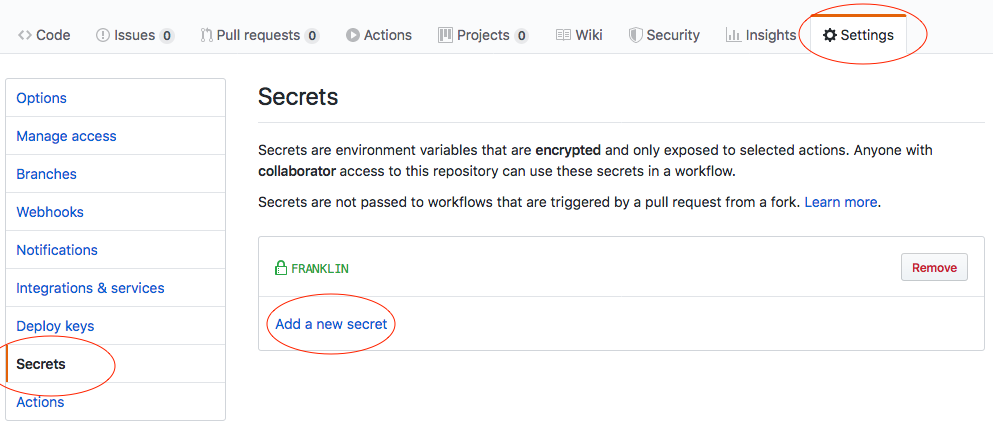 Code Issues 0 Pull requests 0 Actions Projects 0 Wiki Security Insights Settings
Options
Manage access
Branches
Webhooks
Notifications
Integrations & services
Deploy keys
Secrets
Actions
Secrets
Secrets are environment variables that are encrypted and only exposed to selected actions. Anyone with
collaborator access to this repository can use these secrets in a workflow.
Secrets are not passed to workflows that are triggered by a pull request from a fork. Learn more.
FRANKLIN Remove
Add a new secret